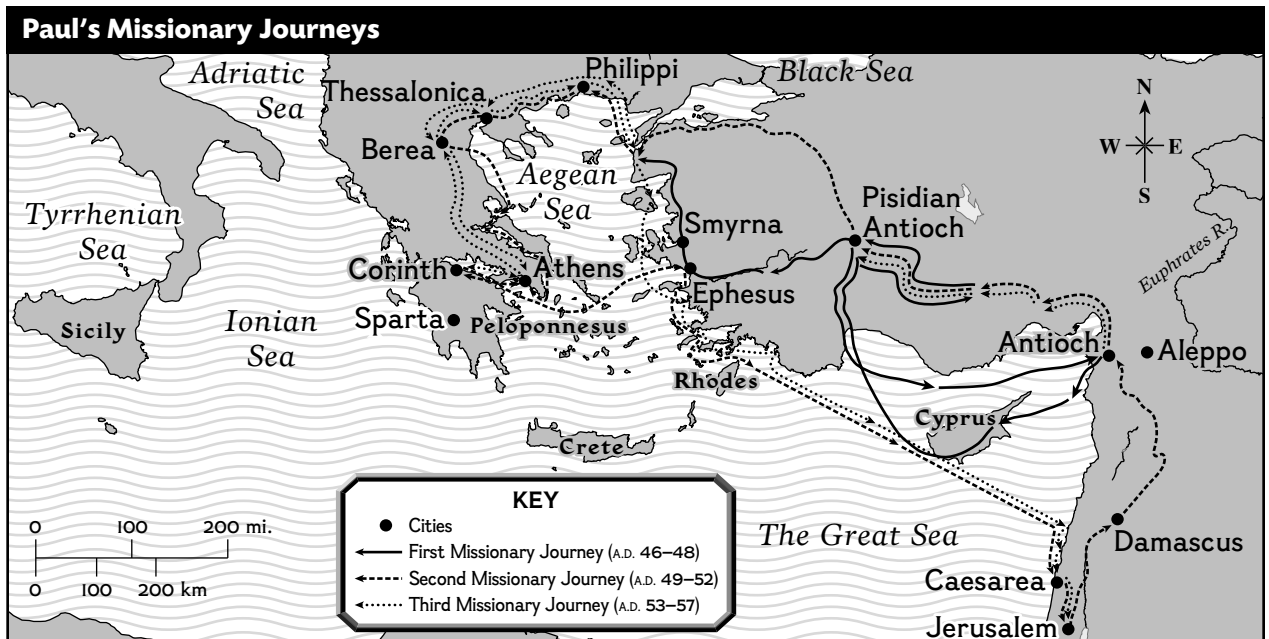 Paul's Missionary Journeys
Adriatic
Sea
Philippi
Black Sea
Thessalonica
N
W
E
S
Berea
Aegean
Sea
Tyrrhenian
Sea
Pisidian
Antioch
Smyrna
Euphrates R.
Corinth
Athens
Ephesus
Sicily
Ionian
Sea
Sparta
Peloponnesus
Antioch
Aleppo
Rhodes
Cyprus
Crete
KEY
Cities
First Missionary Journey (A.D. 46–48)
Second Missionary Journey (A.D. 49–52)
Third Missionary Journey (A.D. 53–57)
0 100 200 mi.
0 100 200 km
The Great Sea
Damascus
Caesarea
Jerusalem